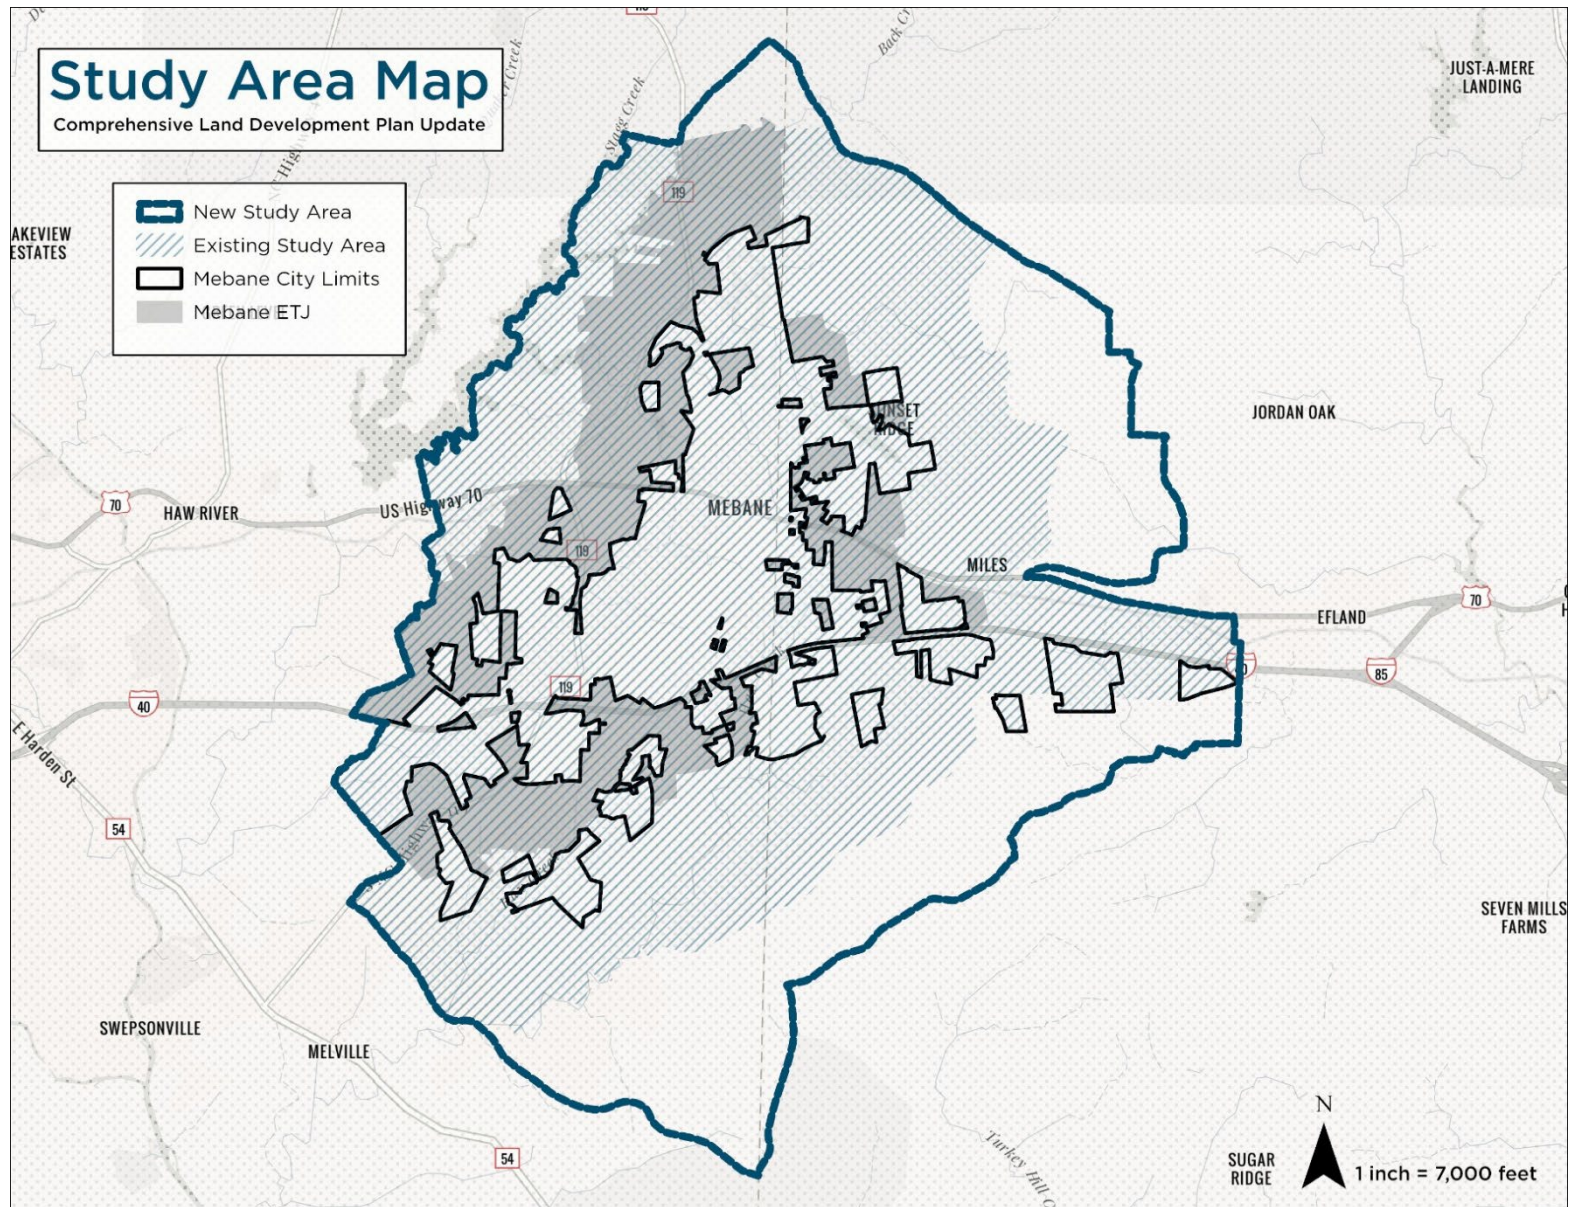 Study Area Map
Comprehensive Land Development Plan Update
New Study Area
Existing Study Area
Mebane City Limits
Mebane ETJ
Stagg Creek
Creek
Highway
119
JUST-A-MERE
LANDING
ESTATES
119
JORDAN OAK
70
HAW RIVER
US Highway 70
MEBANE
119
MILES
70
EFLAND
119
40
85
E Harden St
54
SEVEN MILLS
FARMS
SWEPSONVILLE
MELVILLE
54
Turkey Hill
SUGAR
RIDGE
N
1 inch = 7,000 feet